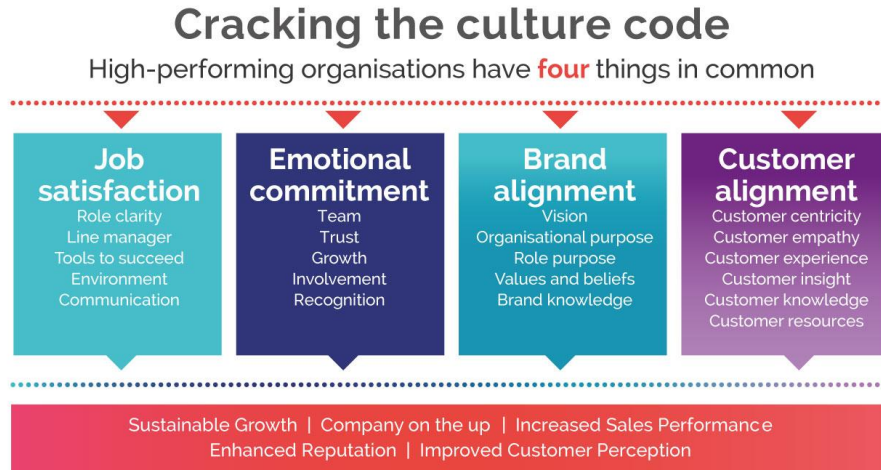 Cracking the culture code
High-performing organisations have four things in common
Job
satisfaction
Role clarity
Line manager
Tools to succeed
Environment
Communication
Emotional
commitment
Team
Trust
Growth
Involvement
Recognition
Brand
alignment
Vision
Organisational purpose
Role purpose
Values and beliefs
Brand knowledge
Customer
alignment
Customer centricity
Customer empathy
Customer experience
Customer insight
Customer knowledge
Customer resources
Sustainable Growth | Company on the up | Increased Sales Performance
Enhanced Reputation | Improved Customer Perception